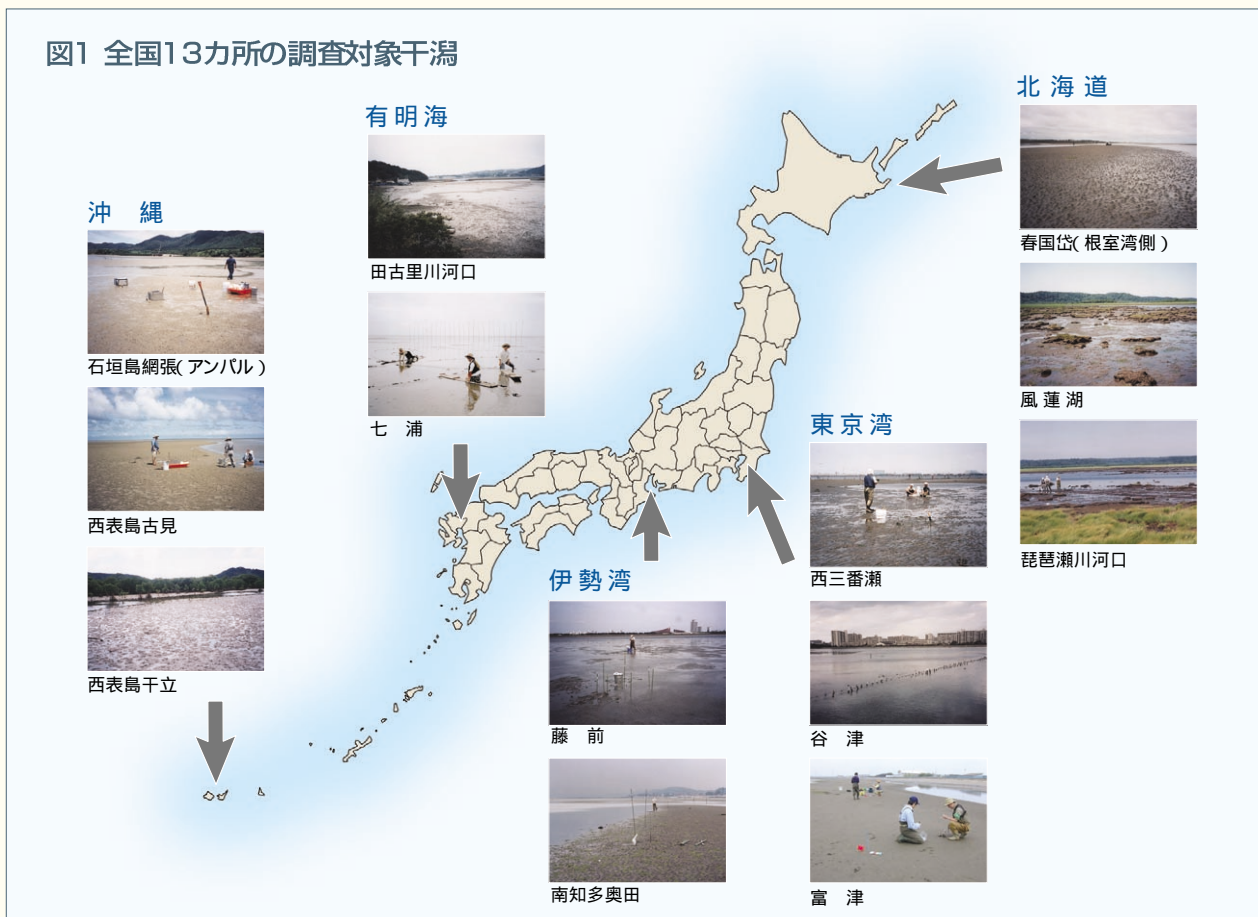 図1 全国13カ所の調査対象干潟
北海道
春国岱(根室湾側)
風蓮湖
琵琶瀬川河口
有明海
田古里川河口
七 浦
沖 縄
石垣島網張(アンパル)
西表島古見
西表島干立
東京湾
西三番瀬
谷 津
富 津
伊勢湾
藤 前
南知多奥田